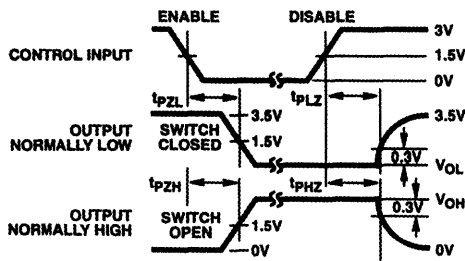 ENABLE DISABLE
CONTROL INPUT
3V
1.5V
0V
tPZL tPLZ
3.5V 3.5V
OUTPUT NORMALLY LOW
SWITCH CLOSED
1.5V
0.3V
VOL
tPZH tPHZ
VOH
0.3V
OUTPUT NORMALLY HIGH
SWITCH OPEN
1.5V
0V 0V